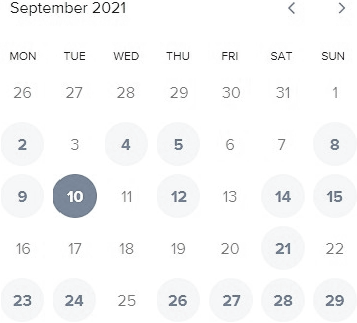 September 2021
MON TUE WED THU FRI SAT SUN
26 27 28 29 30 31 1
2 3 4 5 6 7 8
9 10 11 12 13 14 15
16 17 18 19 20 21 22
23 24 25 26 27 28 29